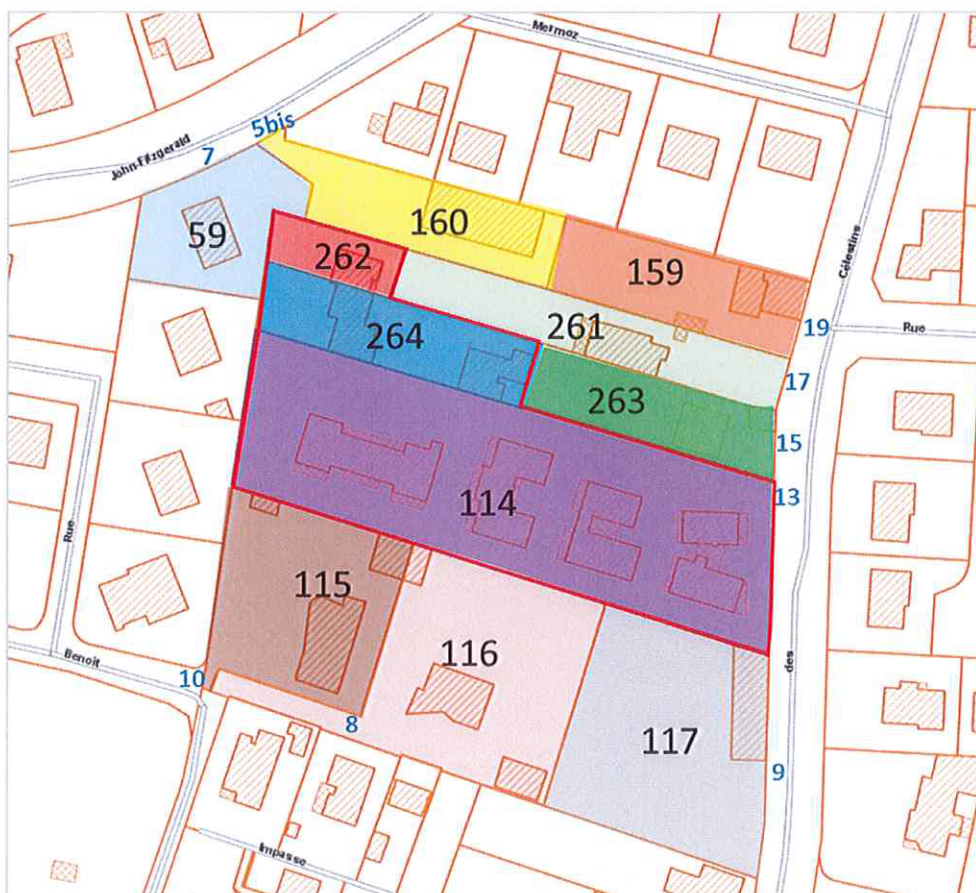 Mermoz
5bis
John-Fitzgerald
7
160
59
262
159
Célestins
261
19
Rue
264
17
263
15
13
114
Rue
115
116
des
Benoit
10
8
117
9
Impasse